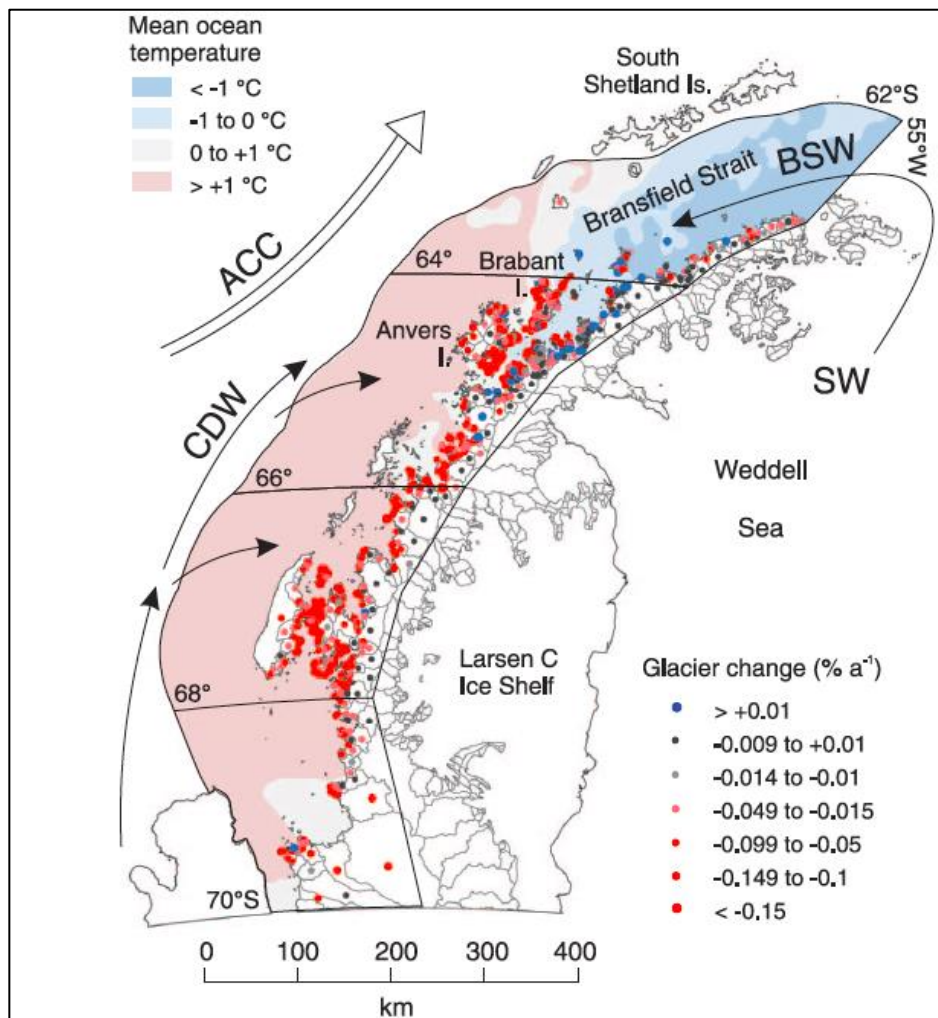 Mean ocean
temperature
< -1 °C
-1 to 0 °C
0 to +1 °C
> +1 °C
South
Shetland Is.
62°S
55°W
BSW
Bransfield Strait
ACC
64°
Brabant
I.
Anvers
I.
SW
CDW
66°
Weddell
Sea
Larsen C
Ice Shelf
68°
70°S
Glacier change (% a⁻¹)
> +0.01
-0.009 to +0.01
-0.014 to -0.01
-0.049 to -0.015
-0.099 to -0.05
-0.149 to -0.1
< -0.15
0 100 200 300 400
km